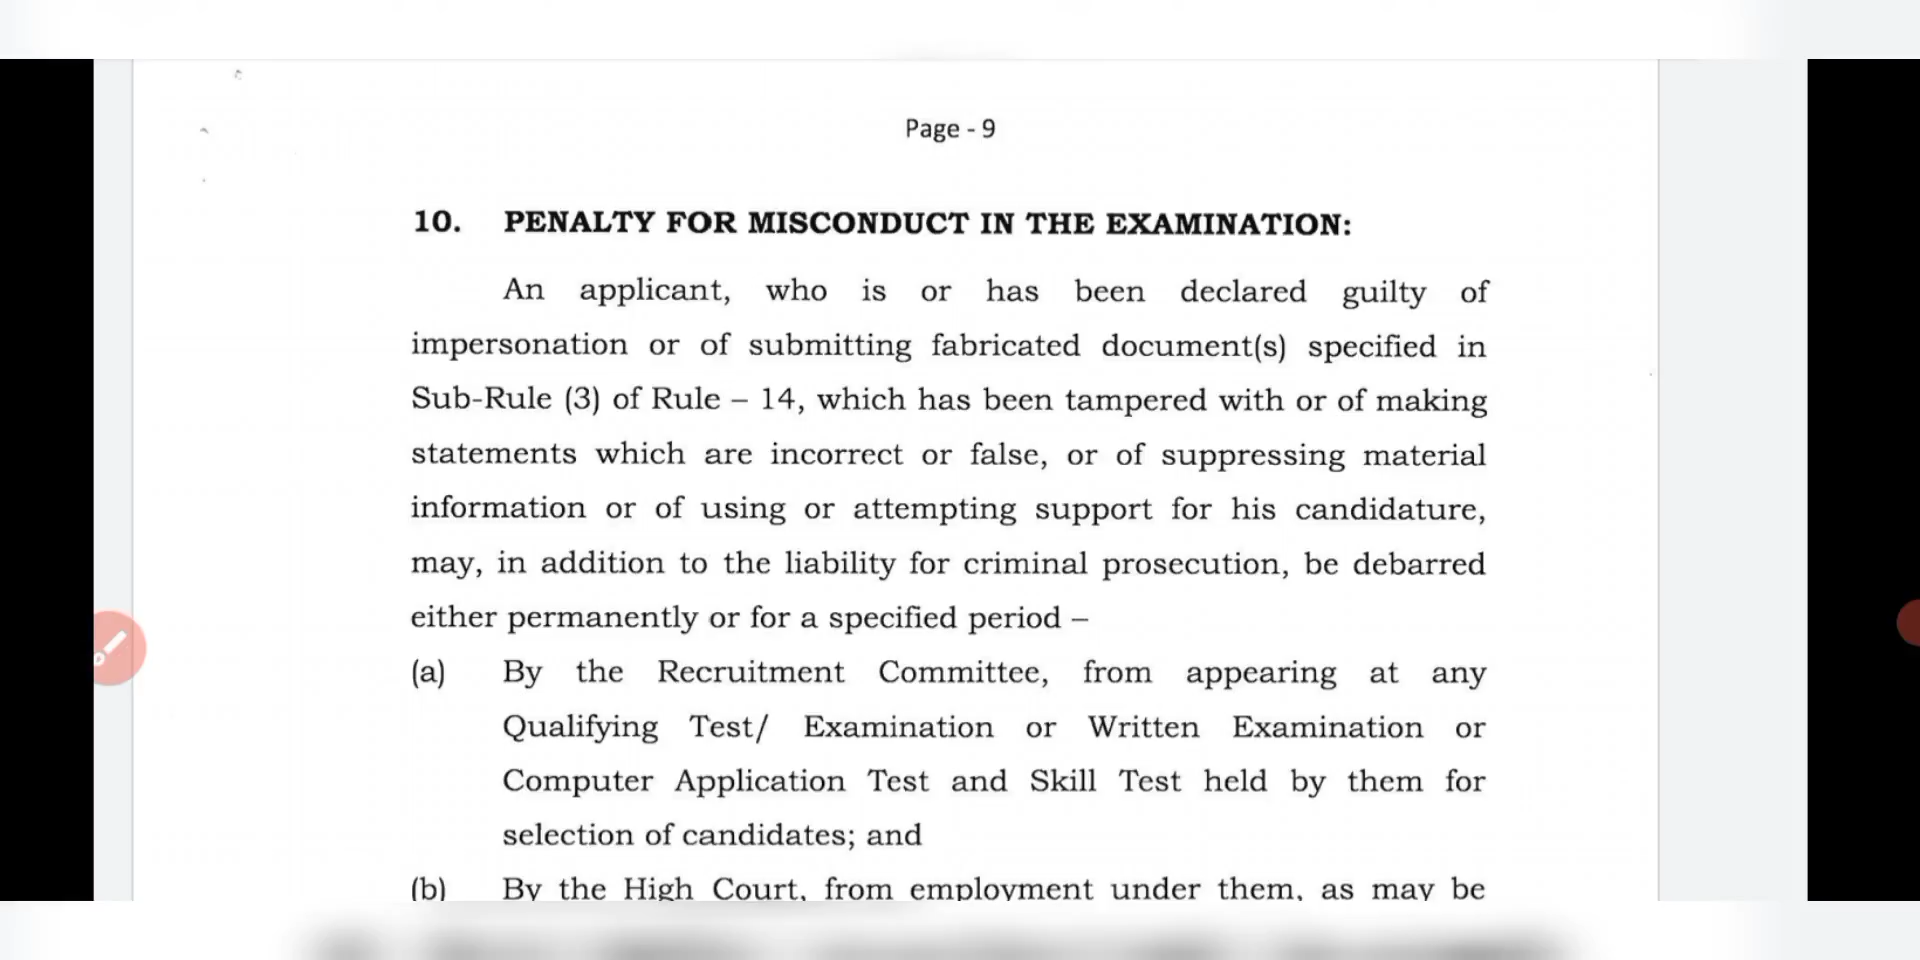 Page - 9
10. PENALTY FOR MISCONDUCT IN THE EXAMINATION:
An applicant, who is or has been declared guilty of
impersonation or of submitting fabricated document(s) specified in
Sub-Rule (3) of Rule – 14, which has been tampered with or of making
statements which are incorrect or false, or of suppressing material
information or of using or attempting support for his candidature,
may, in addition to the liability for criminal prosecution, be debarred
either permanently or for a specified period –
(a) By the Recruitment Committee, from appearing at any
Qualifying Test/ Examination or Written Examination or
Computer Application Test and Skill Test held by them for
selection of candidates; and
(b) By the High Court, from employment under them, as may be